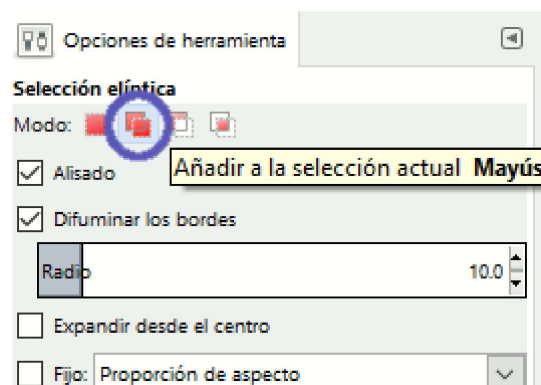 Opciones de herramienta
Selección elíptica
Modo:
Añadir a la selección actual Mayús
Alisado
Difuminar los bordes
Radio 10.0
Expandir desde el centro
Fijo: Proporción de aspecto